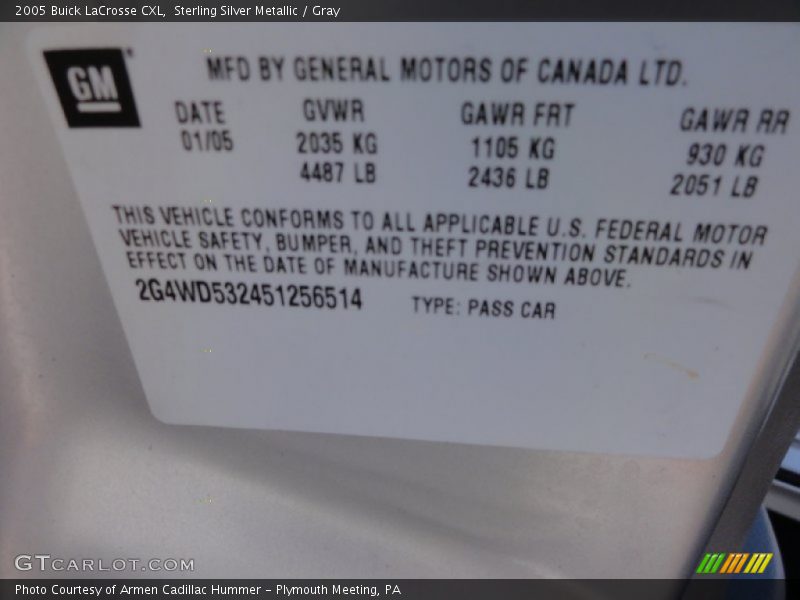 2005 Buick LaCrosse CXL, Sterling Silver Metallic / Gray
GM
MFD BY GENERAL MOTORS OF CANADA LTD.
DATE GVWR GAWR FRT GAWR RR
01/05 2035 KG 1105 KG 930 KG
4487 LB 2436 LB 2051 LB
THIS VEHICLE CONFORMS TO ALL APPLICABLE U.S. FEDERAL MOTOR
VEHICLE SAFETY, BUMPER, AND THEFT PREVENTION STANDARDS IN
EFFECT ON THE DATE OF MANUFACTURE SHOWN ABOVE.
2G4WD532451256514 TYPE: PASS CAR
GTCARLOT.COM
Photo Courtesy of Armen Cadillac Hummer - Plymouth Meeting, PA